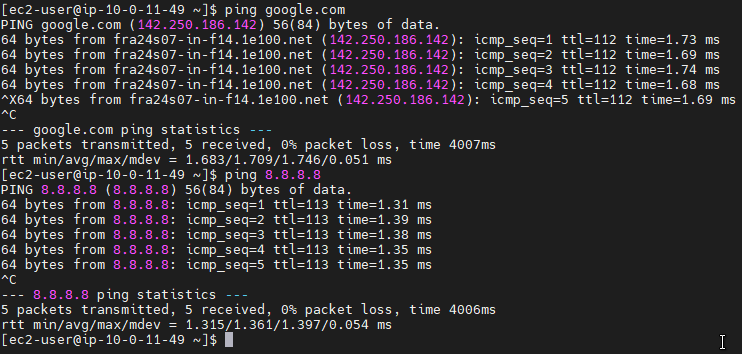 [ec2-user@ip-10-0-11-49 ~]$ ping google.com
PING google.com (142.250.186.142) 56(84) bytes of data.
64 bytes from fra24s07-in-f14.1e100.net (142.250.186.142): icmp_seq=1 ttl=112 time=1.73 ms
64 bytes from fra24s07-in-f14.1e100.net (142.250.186.142): icmp_seq=2 ttl=112 time=1.69 ms
64 bytes from fra24s07-in-f14.1e100.net (142.250.186.142): icmp_seq=3 ttl=112 time=1.74 ms
64 bytes from fra24s07-in-f14.1e100.net (142.250.186.142): icmp_seq=4 ttl=112 time=1.68 ms
^X64 bytes from fra24s07-in-f14.1e100.net (142.250.186.142): icmp_seq=5 ttl=112 time=1.69 ms
^C
--- google.com ping statistics ---
5 packets transmitted, 5 received, 0% packet loss, time 4007ms
rtt min/avg/max/mdev = 1.683/1.709/1.746/0.051 ms
[ec2-user@ip-10-0-11-49 ~]$ ping 8.8.8.8
PING 8.8.8.8 (8.8.8.8) 56(84) bytes of data.
64 bytes from 8.8.8.8: icmp_seq=1 ttl=113 time=1.31 ms
64 bytes from 8.8.8.8: icmp_seq=2 ttl=113 time=1.39 ms
64 bytes from 8.8.8.8: icmp_seq=3 ttl=113 time=1.38 ms
64 bytes from 8.8.8.8: icmp_seq=4 ttl=113 time=1.35 ms
64 bytes from 8.8.8.8: icmp_seq=5 ttl=113 time=1.35 ms
^C
--- 8.8.8.8 ping statistics ---
5 packets transmitted, 5 received, 0% packet loss, time 4006ms
rtt min/avg/max/mdev = 1.315/1.361/1.397/0.054 ms
[ec2-user@ip-10-0-11-49 ~]$